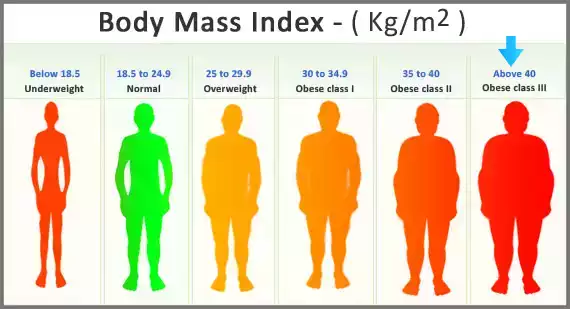 Body Mass Index - ( Kg/m2 )
Below 18.5
Underweight
18.5 to 24.9
Normal
25 to 29.9
Overweight
30 to 34.9
Obese class I
35 to 40
Obese class II
Above 40
Obese class III